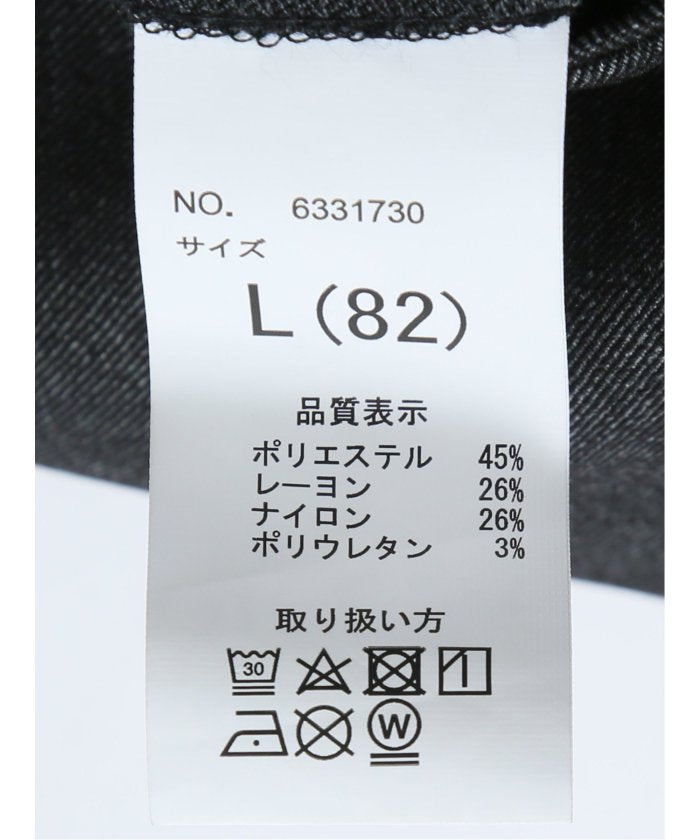 NO. 6331730
サイズ
L(82)
品質表示
ポリエステル 45%
レーヨン 26%
ナイロン 26%
ポリウレタン 3%
取り扱い方
30
W